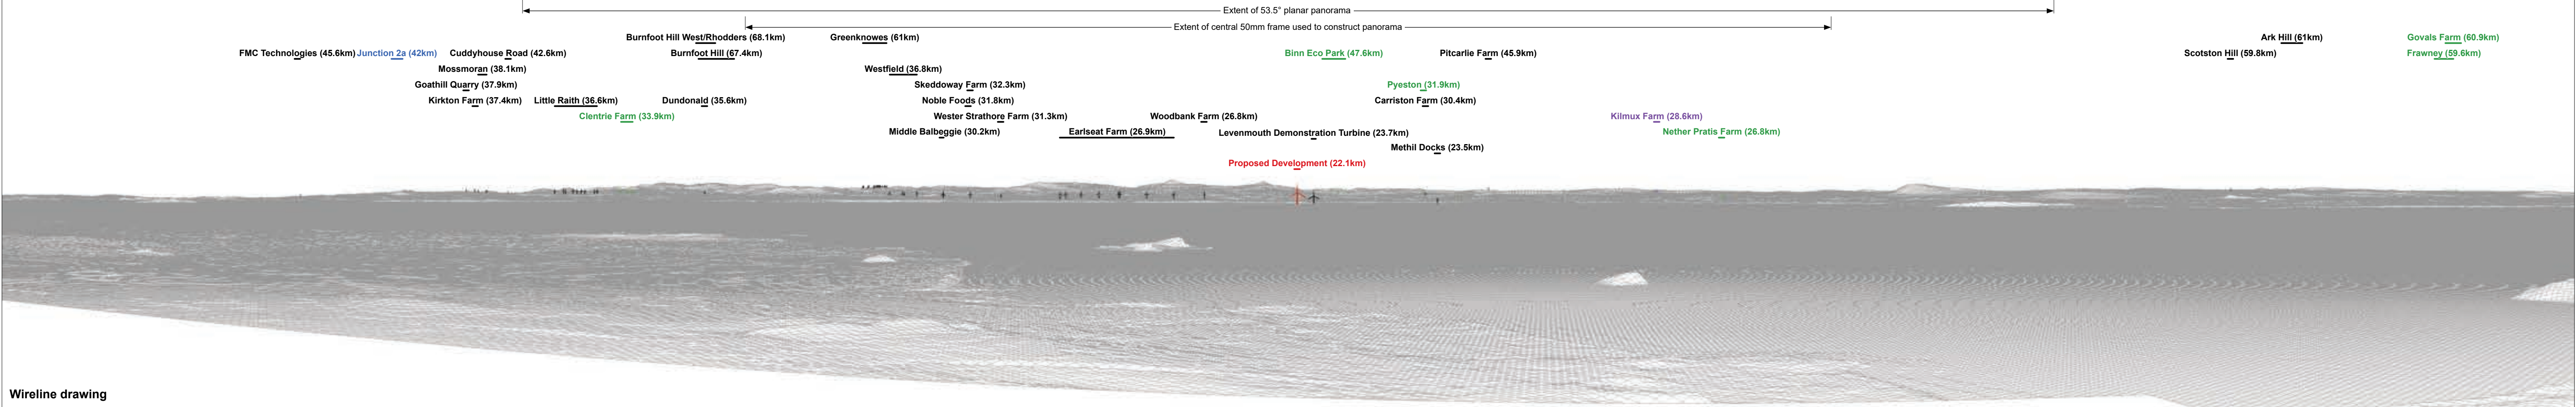 Extent of 53.5° planar panorama
Extent of central 50mm frame used to construct panorama
Burnfoot Hill West/Rhodders (68.1km) Greenknowes (61km) Ark Hill (61km) Govals Farm (60.9km)
FMC Technologies (45.6km) Junction 2a (42km) Cuddyhouse Road (42.6km) Burnfoot Hill (67.4km) Binn Eco Park (47.6km) Pitcarlie Farm (45.9km) Scotston Hill (59.8km) Frawney (59.6km)
Mossmoran (38.1km) Westfield (36.8km)
Goathill Quarry (37.9km) Skeddoway Farm (32.3km) Pyeston (31.9km)
Kirkton Farm (37.4km) Little Raith (36.6km) Dundonald (35.6km) Noble Foods (31.8km) Carriston Farm (30.4km)
Clentrie Farm (33.9km) Wester Strathore Farm (31.3km) Woodbank Farm (26.8km) Kilmux Farm (28.6km)
Middle Balbeggie (30.2km) Earlseat Farm (26.9km) Levenmouth Demonstration Turbine (23.7km) Nether Pratis Farm (26.8km)
Methil Docks (23.5km)
Proposed Development (22.1km)
Wireline drawing